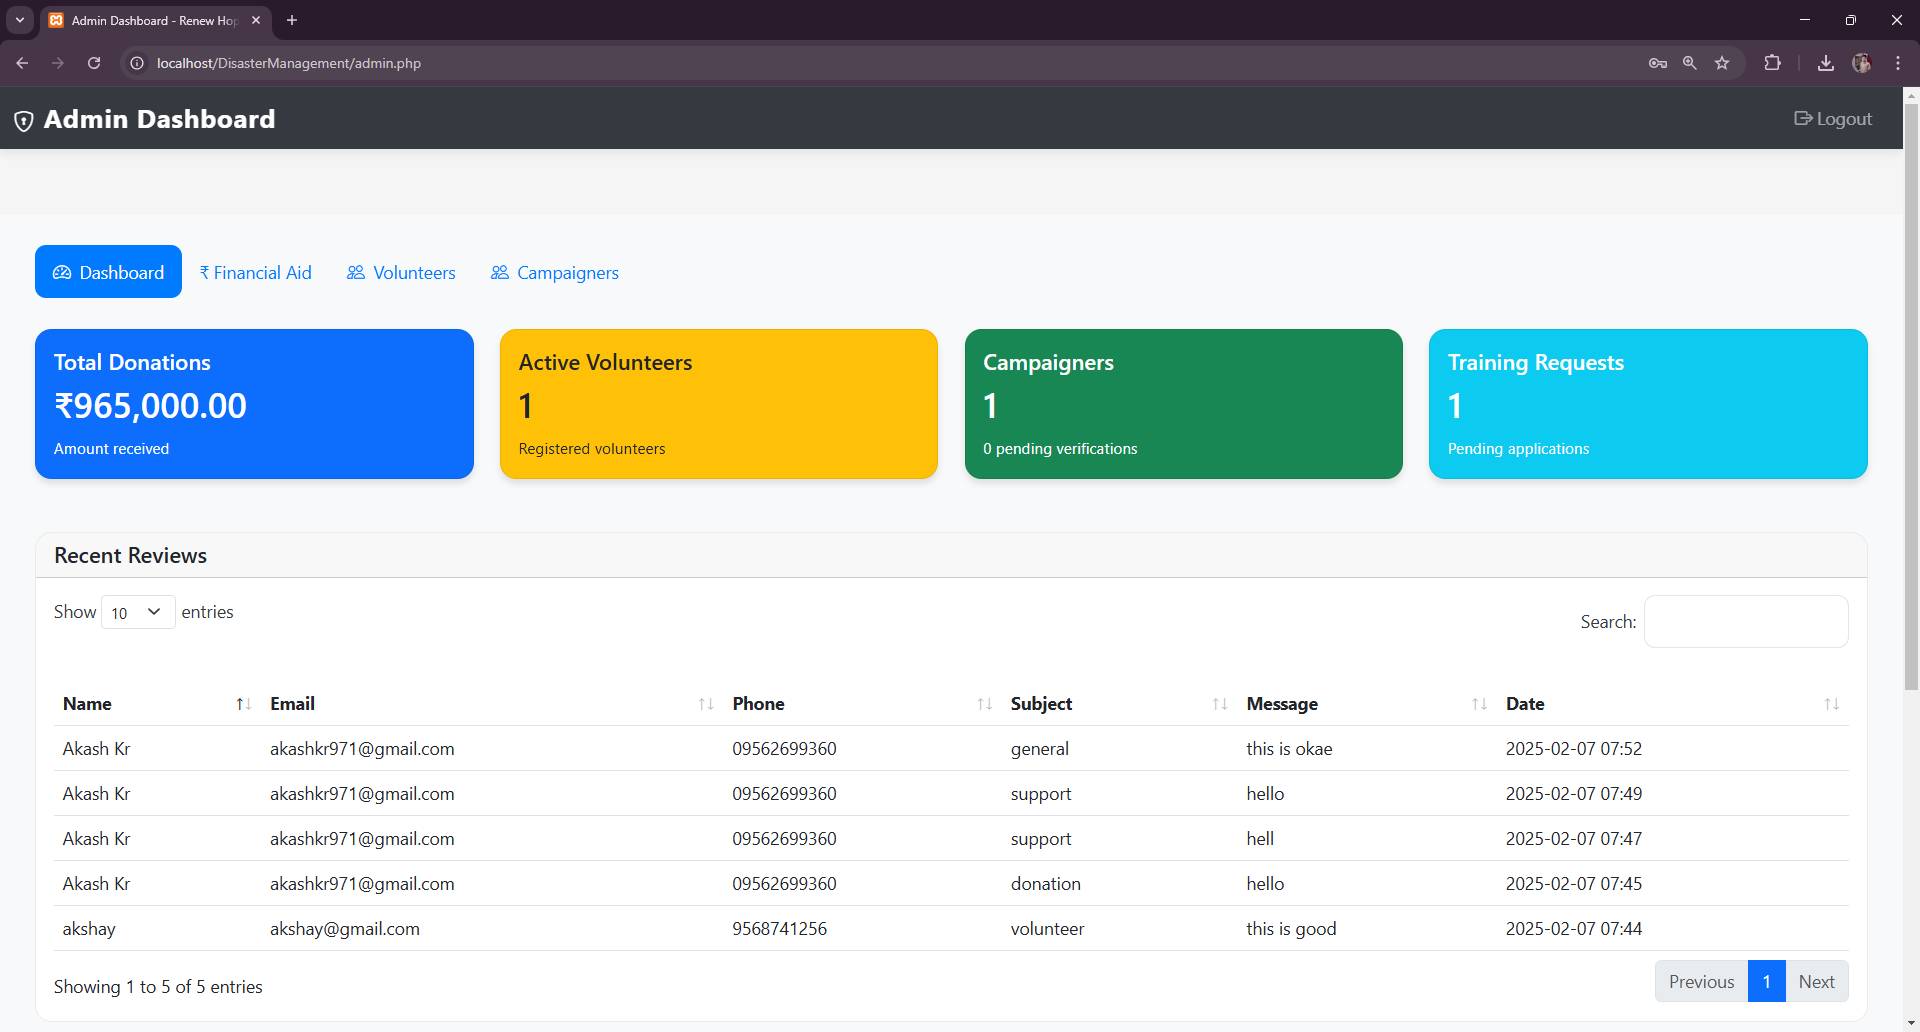 Admin Dashboard - Renew Hop
localhost/DisasterManagement/admin.php
Admin Dashboard
Logout
Dashboard
₹ Financial Aid
Volunteers
Campaigners
Total Donations
₹965,000.00
Amount received
Active Volunteers
1
Registered volunteers
Campaigners
1
0 pending verifications
Training Requests
1
Pending applications
Recent Reviews
Show 10 entries
Search:
Name Email Phone Subject Message Date
Akash Kr akashkr971@gmail.com 09562699360 general this is okae 2025-02-07 07:52
Akash Kr akashkr971@gmail.com 09562699360 support hello 2025-02-07 07:49
Akash Kr akashkr971@gmail.com 09562699360 support hell 2025-02-07 07:47
Akash Kr akashkr971@gmail.com 09562699360 donation hello 2025-02-07 07:45
akshay akshay@gmail.com 9568741256 volunteer this is good 2025-02-07 07:44
Showing 1 to 5 of 5 entries
Previous 1 Next